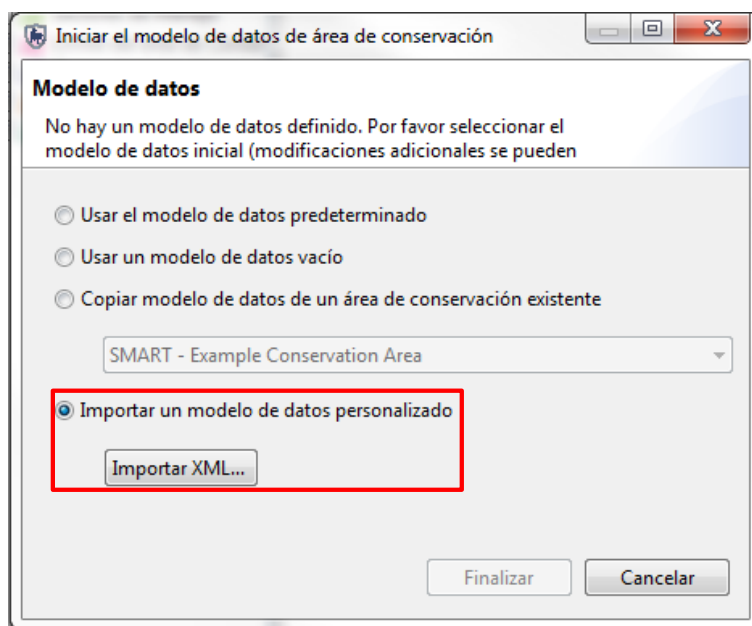 Iniciar el modelo de datos de área de conservación
Modelo de datos
No hay un modelo de datos definido. Por favor seleccionar el
modelo de datos inicial (modificaciones adicionales se pueden
Usar el modelo de datos predeterminado
Usar un modelo de datos vacío
Copiar modelo de datos de un área de conservación existente
SMART - Example Conservation Area
Importar un modelo de datos personalizado
Importar XML...
Finalizar
Cancelar